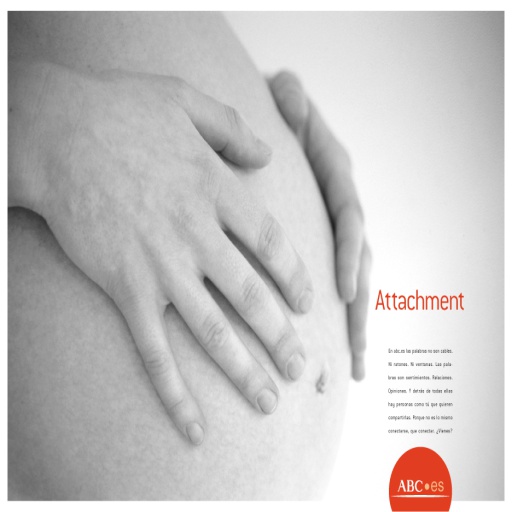 Attachment
En abc.es las palabras no son cables.
Ni ratones. Ni ventanas. Las pala-
bras son sentimientos. Relaciones.
Opiniones. Y detrás de todas ellas
hay personas como tú que quieren
compartirlas. Porque no es lo mismo
conectarse, que conectar. ¿Vienes?
ABC.es